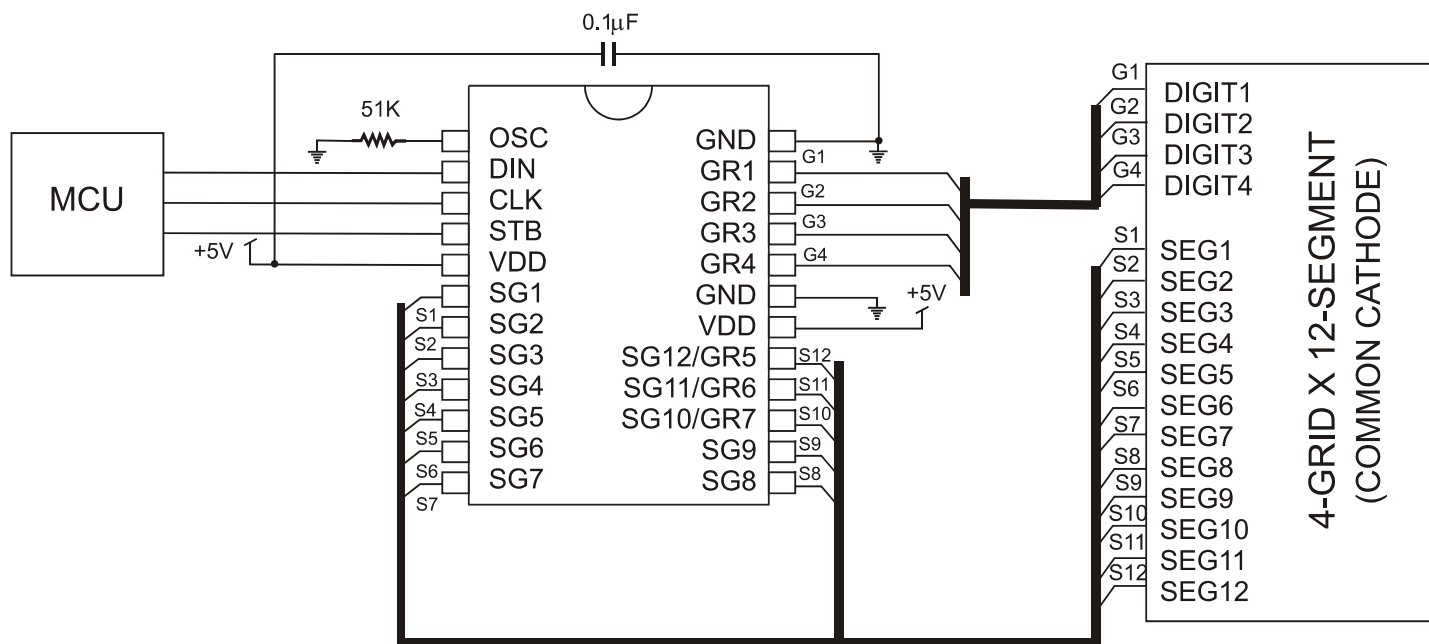 0.1µF
51K
MCU
+5V
OSC
DIN
CLK
STB
VDD
SG1
SG2
SG3
SG4
SG5
SG6
SG7
S1
S2
S3
S4
S5
S6
S7
GND
GR1
GR2
GR3
GR4
GND
VDD
SG12/GR5
SG11/GR6
SG10/GR7
SG9
SG8
G1
G2
G3
G4
+5V
S12
S11
S10
S9
S8
G1
G2
G3
G4
DIGIT1
DIGIT2
DIGIT3
DIGIT4
S1
S2
S3
S4
S5
S6
S7
S8
S9
S10
S11
S12
SEG1
SEG2
SEG3
SEG4
SEG5
SEG6
SEG7
SEG8
SEG9
SEG10
SEG11
SEG12
4-GRID X 12-SEGMENT
(COMMON CATHODE)